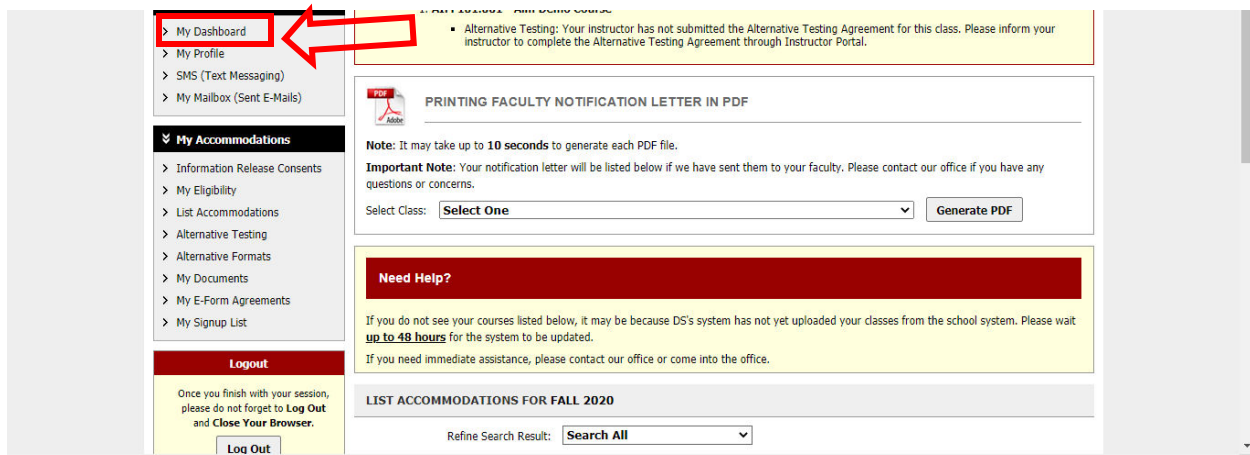 My Dashboard
My Profile
SMS (Text Messaging)
My Mailbox (Sent E-Mails)
My Accommodations
Information Release Consents
My Eligibility
List Accommodations
Alternative Testing
Alternative Formats
My Documents
My E-Form Agreements
My Signup List
Logout
Once you finish with your session,
please do not forget to Log Out
and Close Your Browser.
Log Out
Demo Course
Alternative Testing: Your instructor has not submitted the Alternative Testing Agreement for this class. Please inform your
instructor to complete the Alternative Testing Agreement through Instructor Portal.
PDF
Adobe
PRINTING FACULTY NOTIFICATION LETTER IN PDF
Note: It may take up to 10 seconds to generate each PDF file.
Important Note: Your notification letter will be listed below if we have sent them to your faculty. Please contact our office if you have any
questions or concerns.
Select Class: Select One Generate PDF
Need Help?
If you do not see your courses listed below, it may be because DS's system has not yet uploaded your classes from the school system. Please wait
up to 48 hours for the system to be updated.
If you need immediate assistance, please contact our office or come into the office.
LIST ACCOMMODATIONS FOR FALL 2020
Refine Search Result: Search All